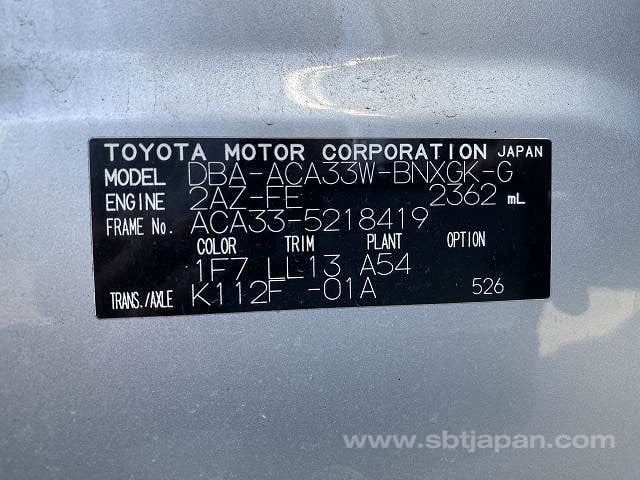 TOYOTA MOTOR CORPORATION JAPAN
MODEL DBA-ACA33W-BNXGK-G
ENGINE 2AZ-FE 2362 mL
FRAME No. ACA33-5218419
COLOR TRIM PLANT OPTION
1F7 LL13 A54
TRANS./AXLE K112F -01A 526
www.sbtjapan.com